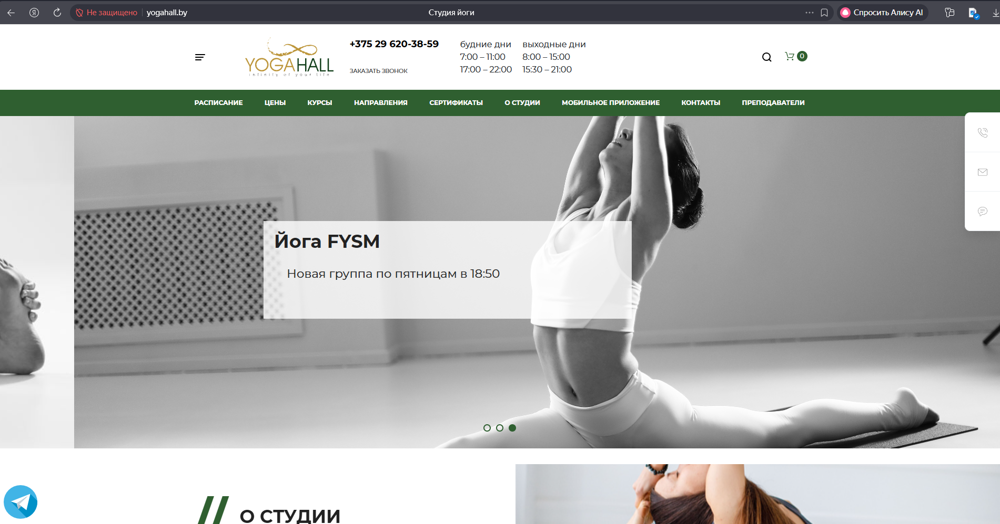 Не защищено
yogahall.by
Студия йоги
Спросить Алису AI
YOGAHALL
infinity of your life
+375 29 620-38-59
ЗАКАЗАТЬ ЗВОНОК
будние дни
7:00 – 11:00
17:00 – 22:00
выходные дни
8:00 – 15:00
15:30 – 21:00
0
РАСПИСАНИЕ ЦЕНЫ КУРСЫ НАПРАВЛЕНИЯ СЕРТИФИКАТЫ О СТУДИИ МОБИЛЬНОЕ ПРИЛОЖЕНИЕ КОНТАКТЫ ПРЕПОДАВАТЕЛИ
Йога FYSM
Новая группа по пятницам в 18:50
// О СТУДИИ